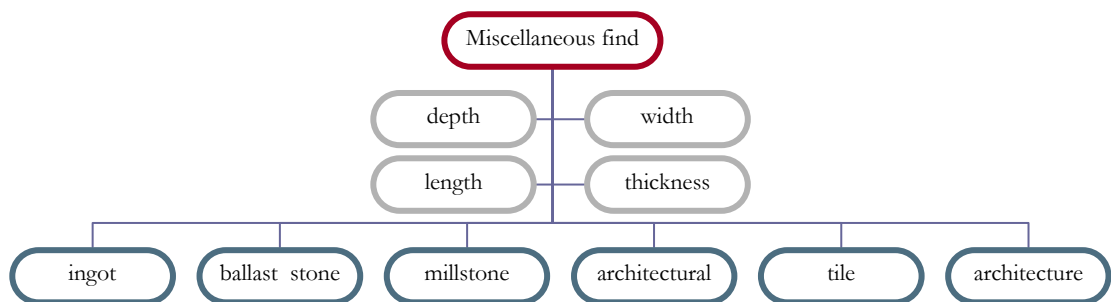 Miscellaneous find
depth
width
length
thickness
ingot
ballast stone
millstone
architectural
tile
architecture